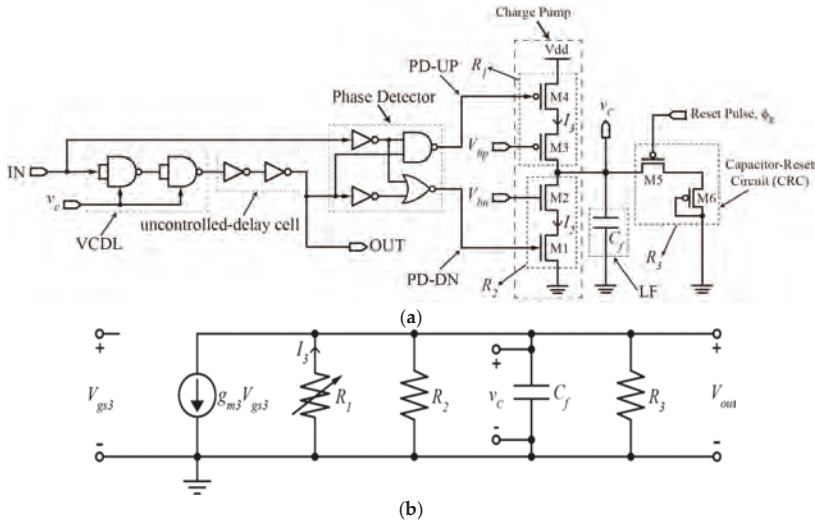 Charge Pump
Vdd
R1
PD-UP
M4
Phase Detector
I3
vc
Reset Pulse, ϕR
Vbp
M3
Capacitor-Reset
Circuit (CRC)
IN
M5
Vbn
M2
M6
vc
I2
Cf
uncontrolled-delay cell
VCDL
OUT
M1
R3
PD-DN
R2
LF
(a)
+
I3
+
+
Vgs3
gm3Vgs3
R1
R2
vC
Cf
R3
Vout
-
-
-
(b)